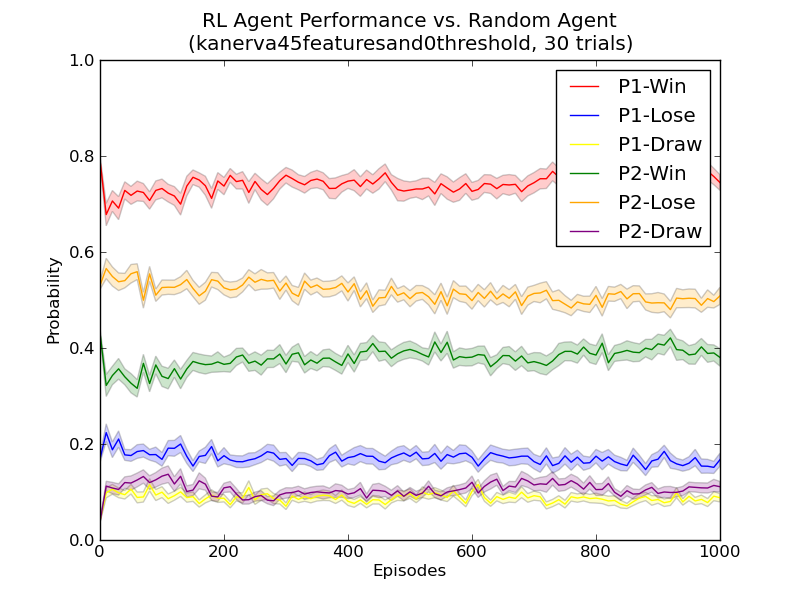 RL Agent Performance vs. Random Agent
(kanerva45featuresand0threshold, 30 trials)
1.0
0.8
0.6
0.4
0.2
0.0
Probability
P1-Win
P1-Lose
P1-Draw
P2-Win
P2-Lose
P2-Draw
0 200 400 600 800 1000
Episodes